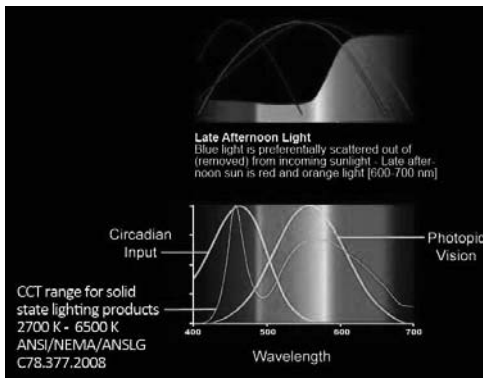 Late Afternoon Light
Blue light is preferentially scattered out of
(removed) from incoming sunlight - Late after-
noon sun is red and orange light [600-700 nm]
Circadian
Input
Photopic
Vision
CCT range for solid
state lighting products
2700 K - 6500 K
ANSI/NEMA/ANSLG
C78.377.2008
400 500 600 700
Wavelength